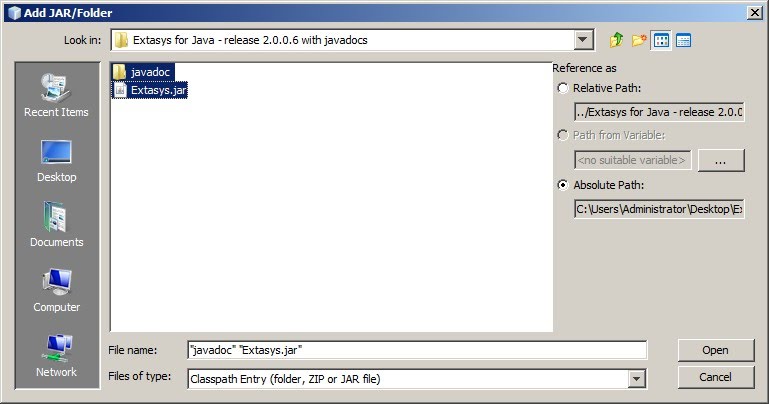 Add JAR/Folder
Look in: Extasys for Java - release 2.0.0.6 with javadocs
Recent Items
Desktop
Documents
Computer
Network
javadoc
Extasys.jar
Reference as
Relative Path:
../Extasys for Java - release 2.0.0
Path from Variable:
<no suitable variable> ...
Absolute Path:
C:\Users\Administrator\Desktop\Ex
File name: "javadoc" "Extasys.jar" Open
Files of type: Classpath Entry (folder, ZIP or JAR file) Cancel